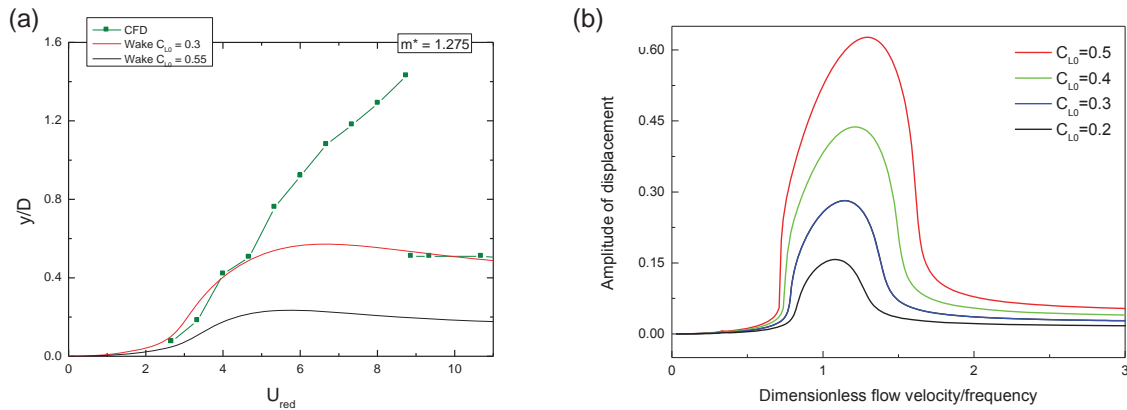 (a)
CFD
Wake C_L0 = 0.3
Wake C_L0 = 0.55
m* = 1.275
1.6
1.2
0.8
0.4
0.0
y/D
0 2 4 6 8 10
U_red
(b)
C_L0=0.5
C_L0=0.4
C_L0=0.3
C_L0=0.2
0.60
0.45
0.30
0.15
0.00
Amplitude of displacement
0 1 2 3
Dimensionless flow velocity/frequency